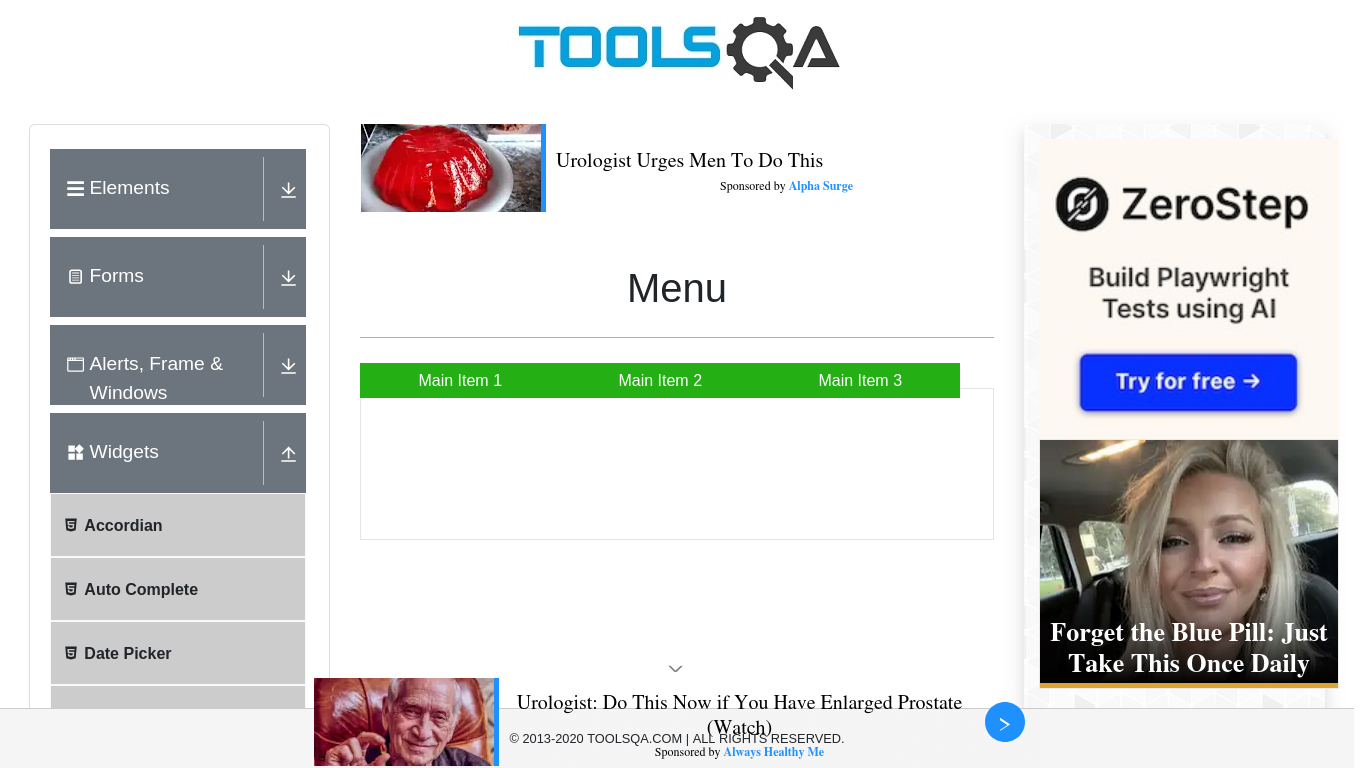 TOOLSQA
Elements
Forms
Alerts, Frame &
Windows
Widgets
Accordian
Auto Complete
Date Picker
Urologist Urges Men To Do This
Sponsored by Alpha Surge
Menu
Main Item 1
Main Item 2
Main Item 3
ZeroStep
Build Playwright
Tests using AI
Try for free →
Forget the Blue Pill: Just
Take This Once Daily
Urologist: Do This Now if You Have Enlarged Prostate
(Watch)
© 2013-2020 TOOLSQA.COM | ALL RIGHTS RESERVED.
Sponsored by Always Healthy Me